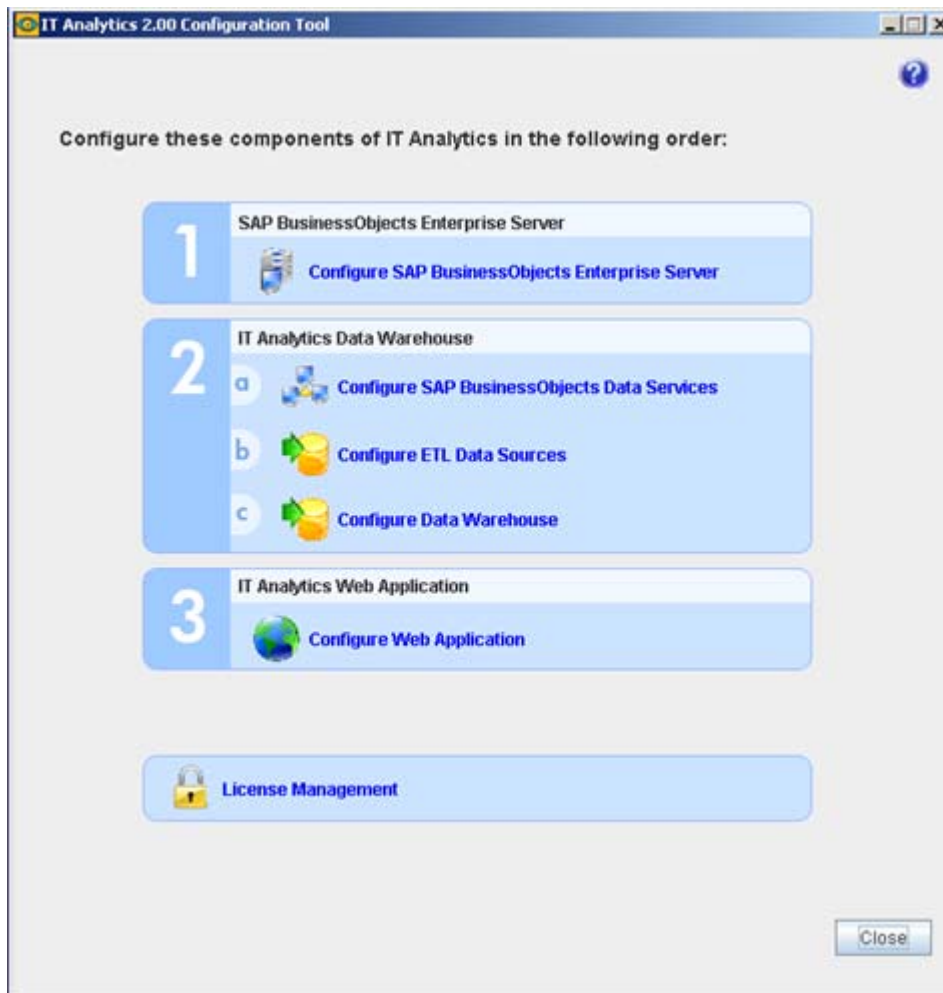 IT Analytics 2.00 Configuration Tool
?
Configure these components of IT Analytics in the following order:
1
SAP BusinessObjects Enterprise Server
Configure SAP BusinessObjects Enterprise Server
2
IT Analytics Data Warehouse
a Configure SAP BusinessObjects Data Services
b Configure ETL Data Sources
c Configure Data Warehouse
3
IT Analytics Web Application
Configure Web Application
License Management
Close